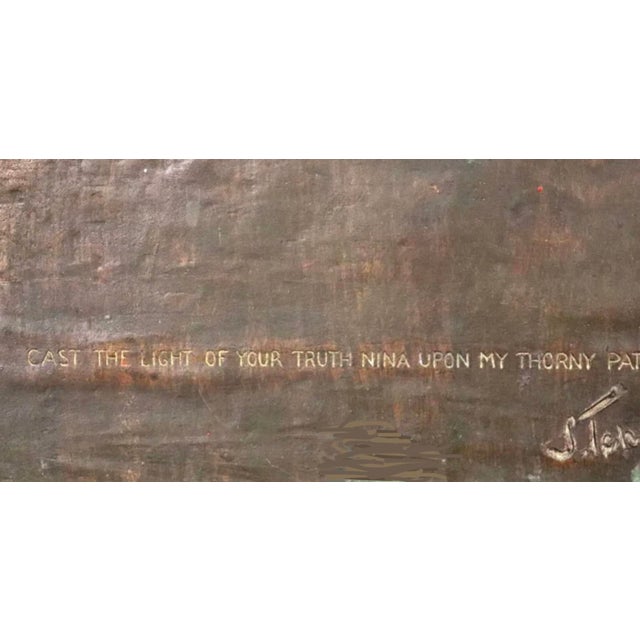 CAST THE LIGHT OF YOUR TRUTH NINA UPON MY THORNY PAT